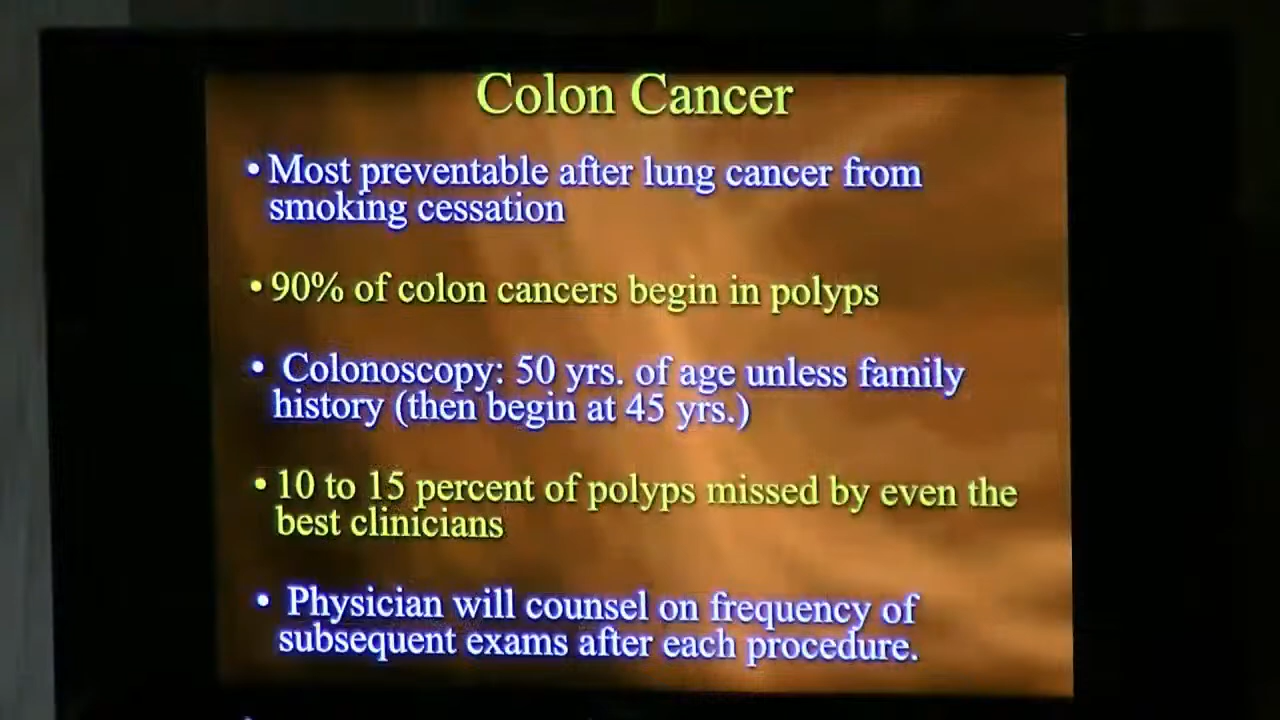 Colon Cancer
• Most preventable after lung cancer from
smoking cessation
• 90% of colon cancers begin in polyps
• Colonoscopy: 50 yrs. of age unless family
history (then begin at 45 yrs.)
• 10 to 15 percent of polyps missed by even the
best clinicians
• Physician will counsel on frequency of
subsequent exams after each procedure.